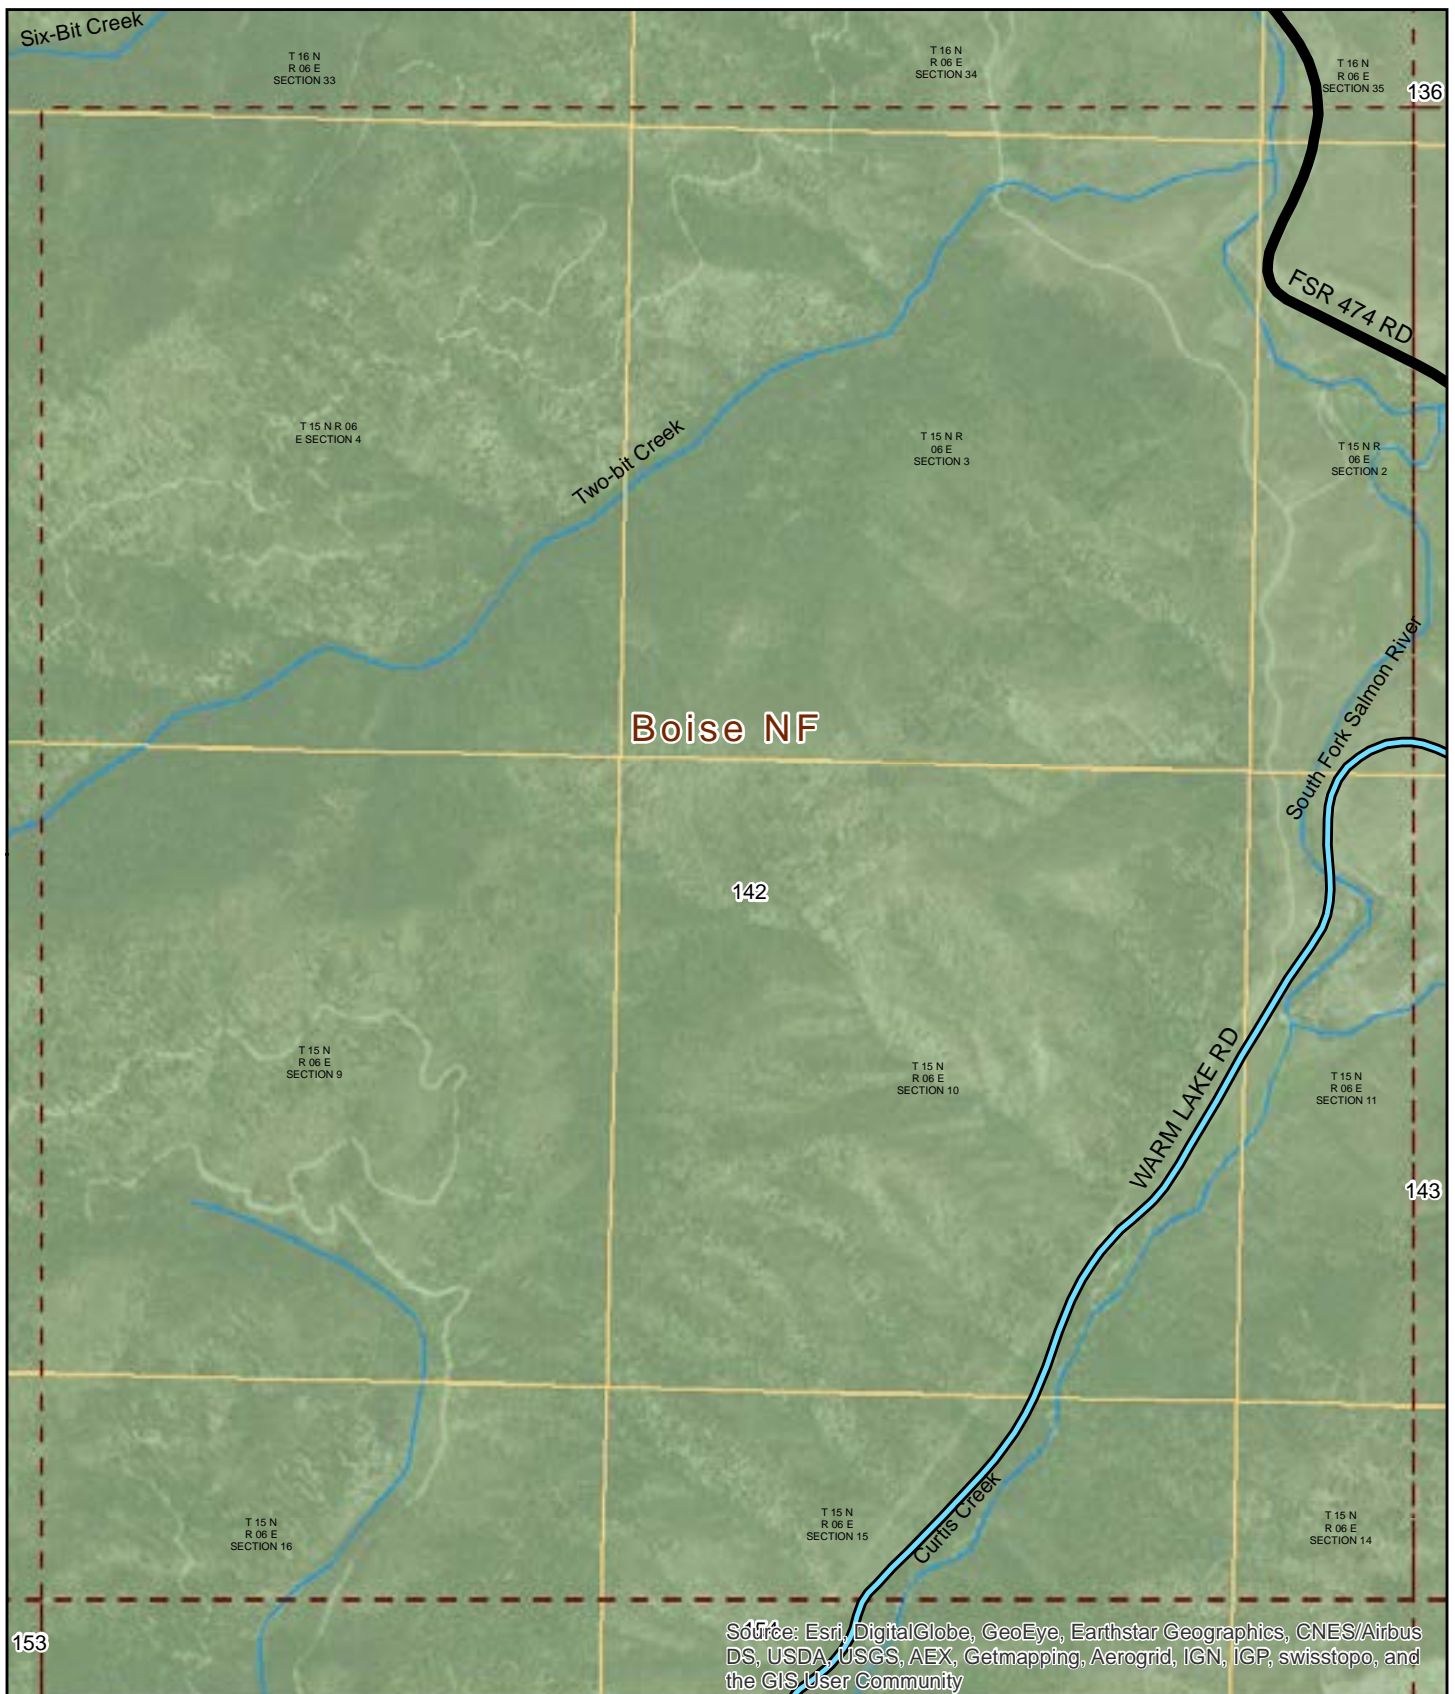 Six-Bit Creek
T 16 N
R 06 E
SECTION 33
T 16 N
R 06 E
SECTION 34
T 16 N
R 06 E
SECTION 35
136
FSR 474 RD
T 15 N R 06
E SECTION 4
Two-bit Creek
T 15 N R
06 E
SECTION 3
T 15 N R
06 E
SECTION 2
South Fork Salmon River
Boise NF
142
T 15 N
R 06 E
SECTION 9
T 15 N
R 06 E
SECTION 10
WARM LAKE RD
T 15 N
R 06 E
SECTION 11
143
T 15 N
R 06 E
SECTION 16
T 15 N
R 06 E
SECTION 15
Curtis Creek
T 15 N
R 06 E
SECTION 14
153
Source: Esri, DigitalGlobe, GeoEye, Earthstar Geographics, CNES/Airbus
DS, USDA, USGS, AEX, Getmapping, Aerogrid, IGN, IGP, swisstopo, and
the GIS User Community